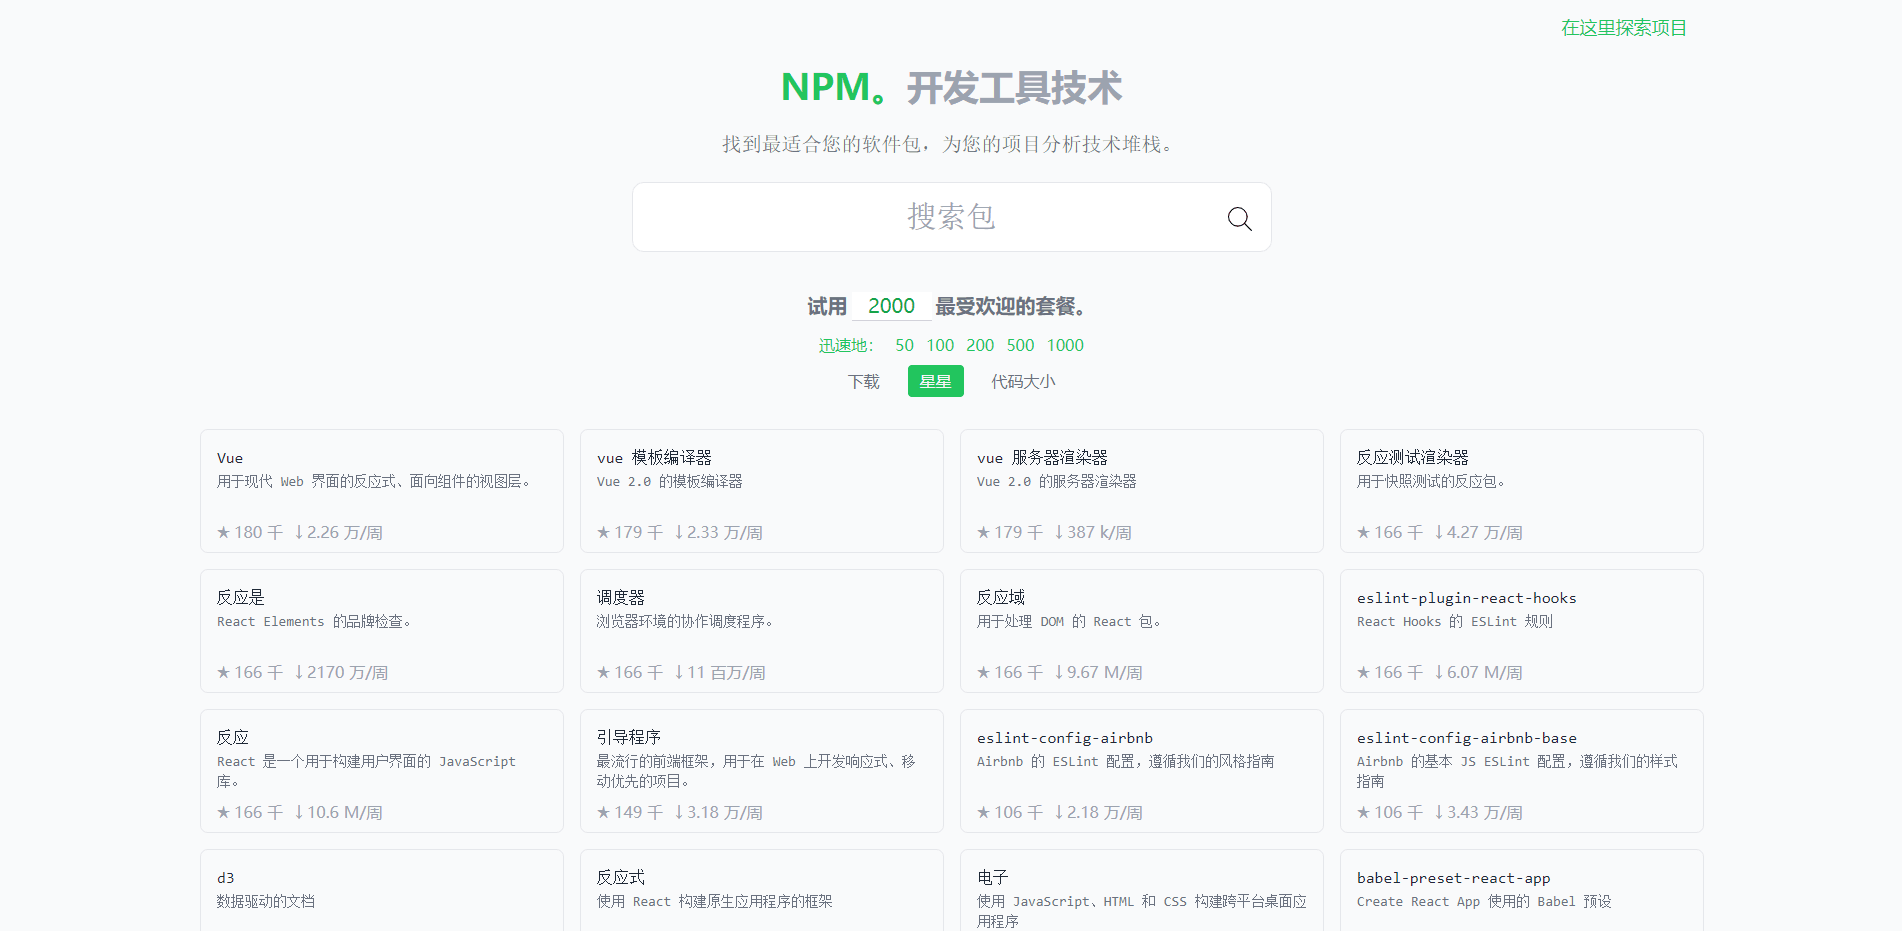 在这里探索项目
NPM。开发工具技术
找到最适合您的软件包，为您的项目分析技术堆栈。
搜索包
试用 2000 最受欢迎的套餐。
迅速地： 50 100 200 500 1000
下载 星星 代码大小
Vue
用于现代 Web 界面的反应式、面向组件的视图层。
★ 180 千 ↓2.26 万/周
vue 模板编译器
Vue 2.0 的模板编译器
★ 179 千 ↓2.33 万/周
vue 服务器渲染器
Vue 2.0 的服务器渲染器
★ 179 千 ↓387 k/周
反应测试渲染器
用于快照测试的反应包。
★ 166 千 ↓4.27 万/周
反应是
React Elements 的品牌检查。
★ 166 千 ↓2170 万/周
调度器
浏览器环境的协作调度程序。
★ 166 千 ↓11 百万/周
反应域
用于处理 DOM 的 React 包。
★ 166 千 ↓9.67 M/周
eslint-plugin-react-hooks
React Hooks 的 ESLint 规则
★ 166 千 ↓6.07 M/周
反应
React 是一个用于构建用户界面的 JavaScript
库。
★ 166 千 ↓10.6 M/周
引导程序
最流行的前端框架，用于在 Web 上开发响应式、移
动优先的项目。
★ 149 千 ↓3.18 万/周
eslint-config-airbnb
Airbnb 的 ESLint 配置，遵循我们的风格指南
★ 106 千 ↓2.18 万/周
eslint-config-airbnb-base
Airbnb 的基本 JS ESLint 配置，遵循我们的样式
指南
★ 106 千 ↓3.43 万/周
d3
数据驱动的文档
反应式
使用 React 构建原生应用程序的框架
电子
使用 JavaScript、HTML 和 CSS 构建跨平台桌面应
用程序
babel-preset-react-app
Create React App 使用的 Babel 预设